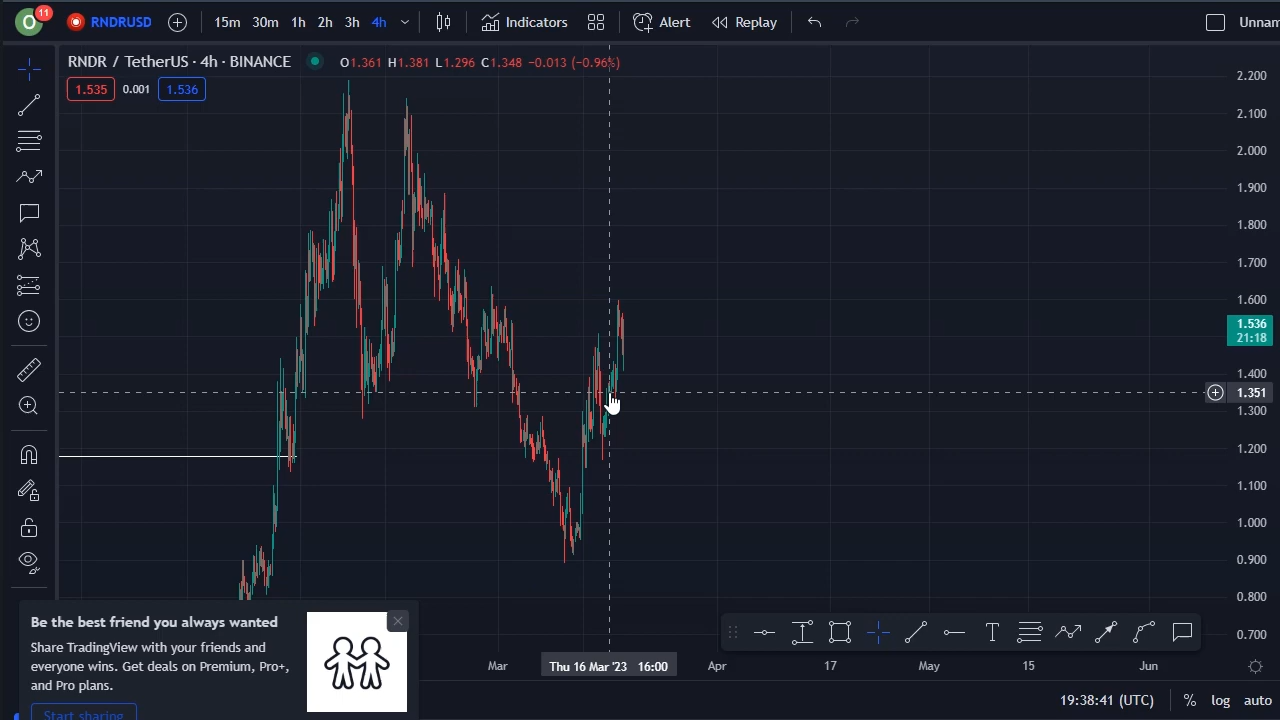 O 11 RNDRUSD 15m 30m 1h 2h 3h 4h Indicators Alert Replay Unnam
RNDR / TetherUS · 4h · BINANCE O1.361 H1.381 L1.296 C1.348 −0.013 (−0.96%)
1.535 0.001 1.536
2.200
2.100
2.000
1.900
1.800
1.700
1.600
1.536
21:18
1.400
1.351
1.300
1.200
1.100
1.000
0.900
0.800
0.700
Be the best friend you always wanted
Share TradingView with your friends and
everyone wins. Get deals on Premium, Pro+,
and Pro plans.
Start sharing
T
Mar Thu 16 Mar '23 16:00 Apr 17 May 15 Jun
19:38:41 (UTC) % log auto